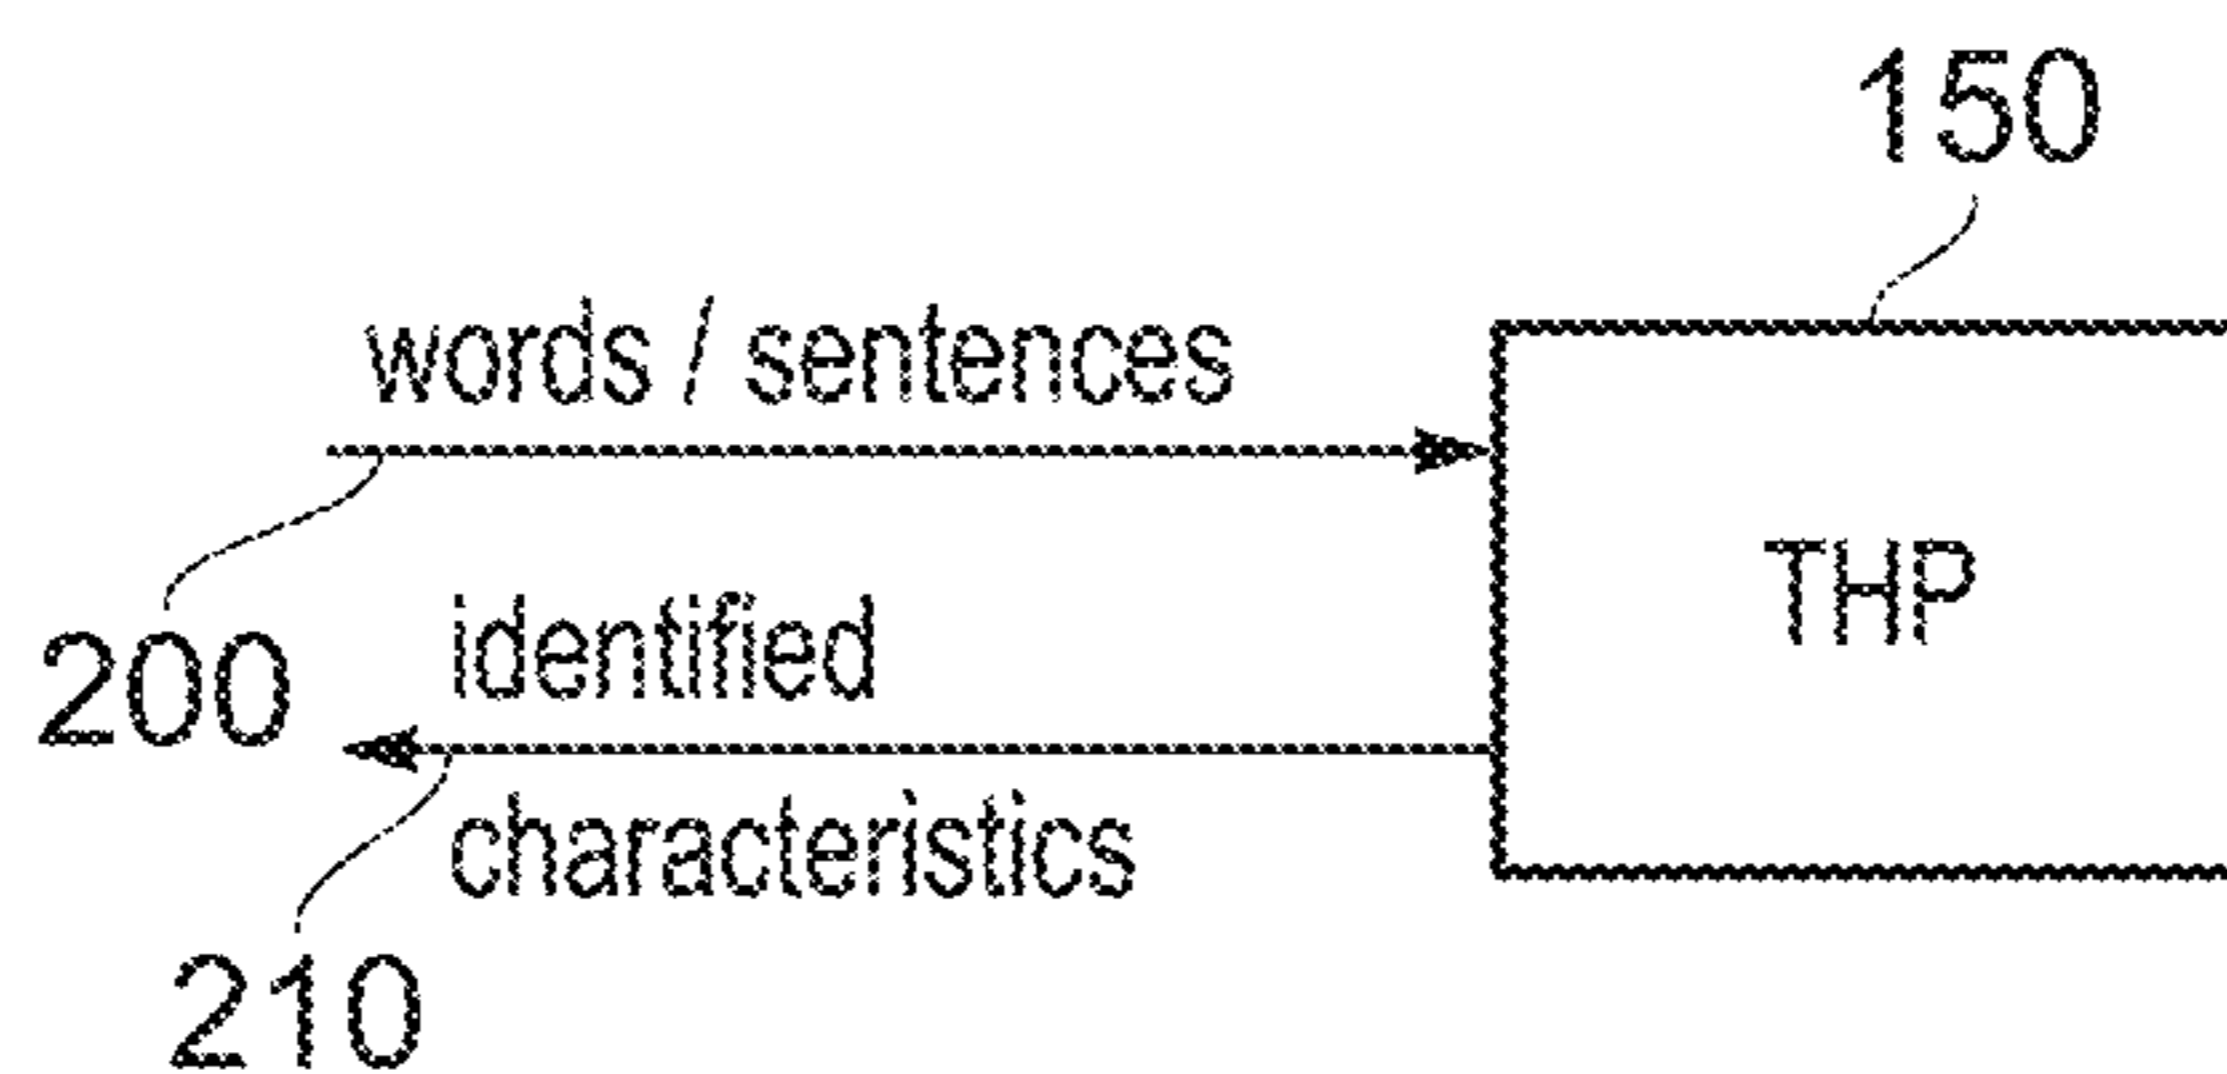 150
words / sentences
THP
200
identified
characteristics
210